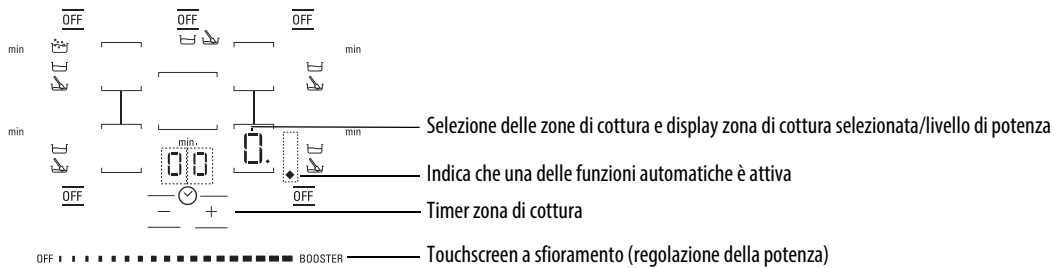 OFF OFF OFF
min min
min min
Selezione delle zone di cottura e display zona di cottura selezionata/livello di potenza
min.
00 0.
Indica che una delle funzioni automatiche è attiva
OFF OFF
− + Timer zona di cottura
OFF BOOSTER Touchscreen a sfioramento (regolazione della potenza)